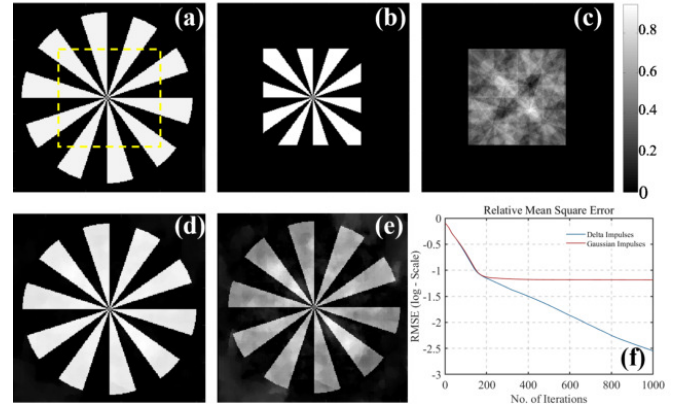 (a)
(b)
(c)
0.8
0.6
0.4
0.2
0
(d)
(e)
Relative Mean Square Error
0
-0.5
-1
-1.5
-2
-2.5
-3
RMSE (log - Scale)
Delta Impulses
Gaussian Impulses
(f)
0
200
400
600
800
1000
No. of Iterations